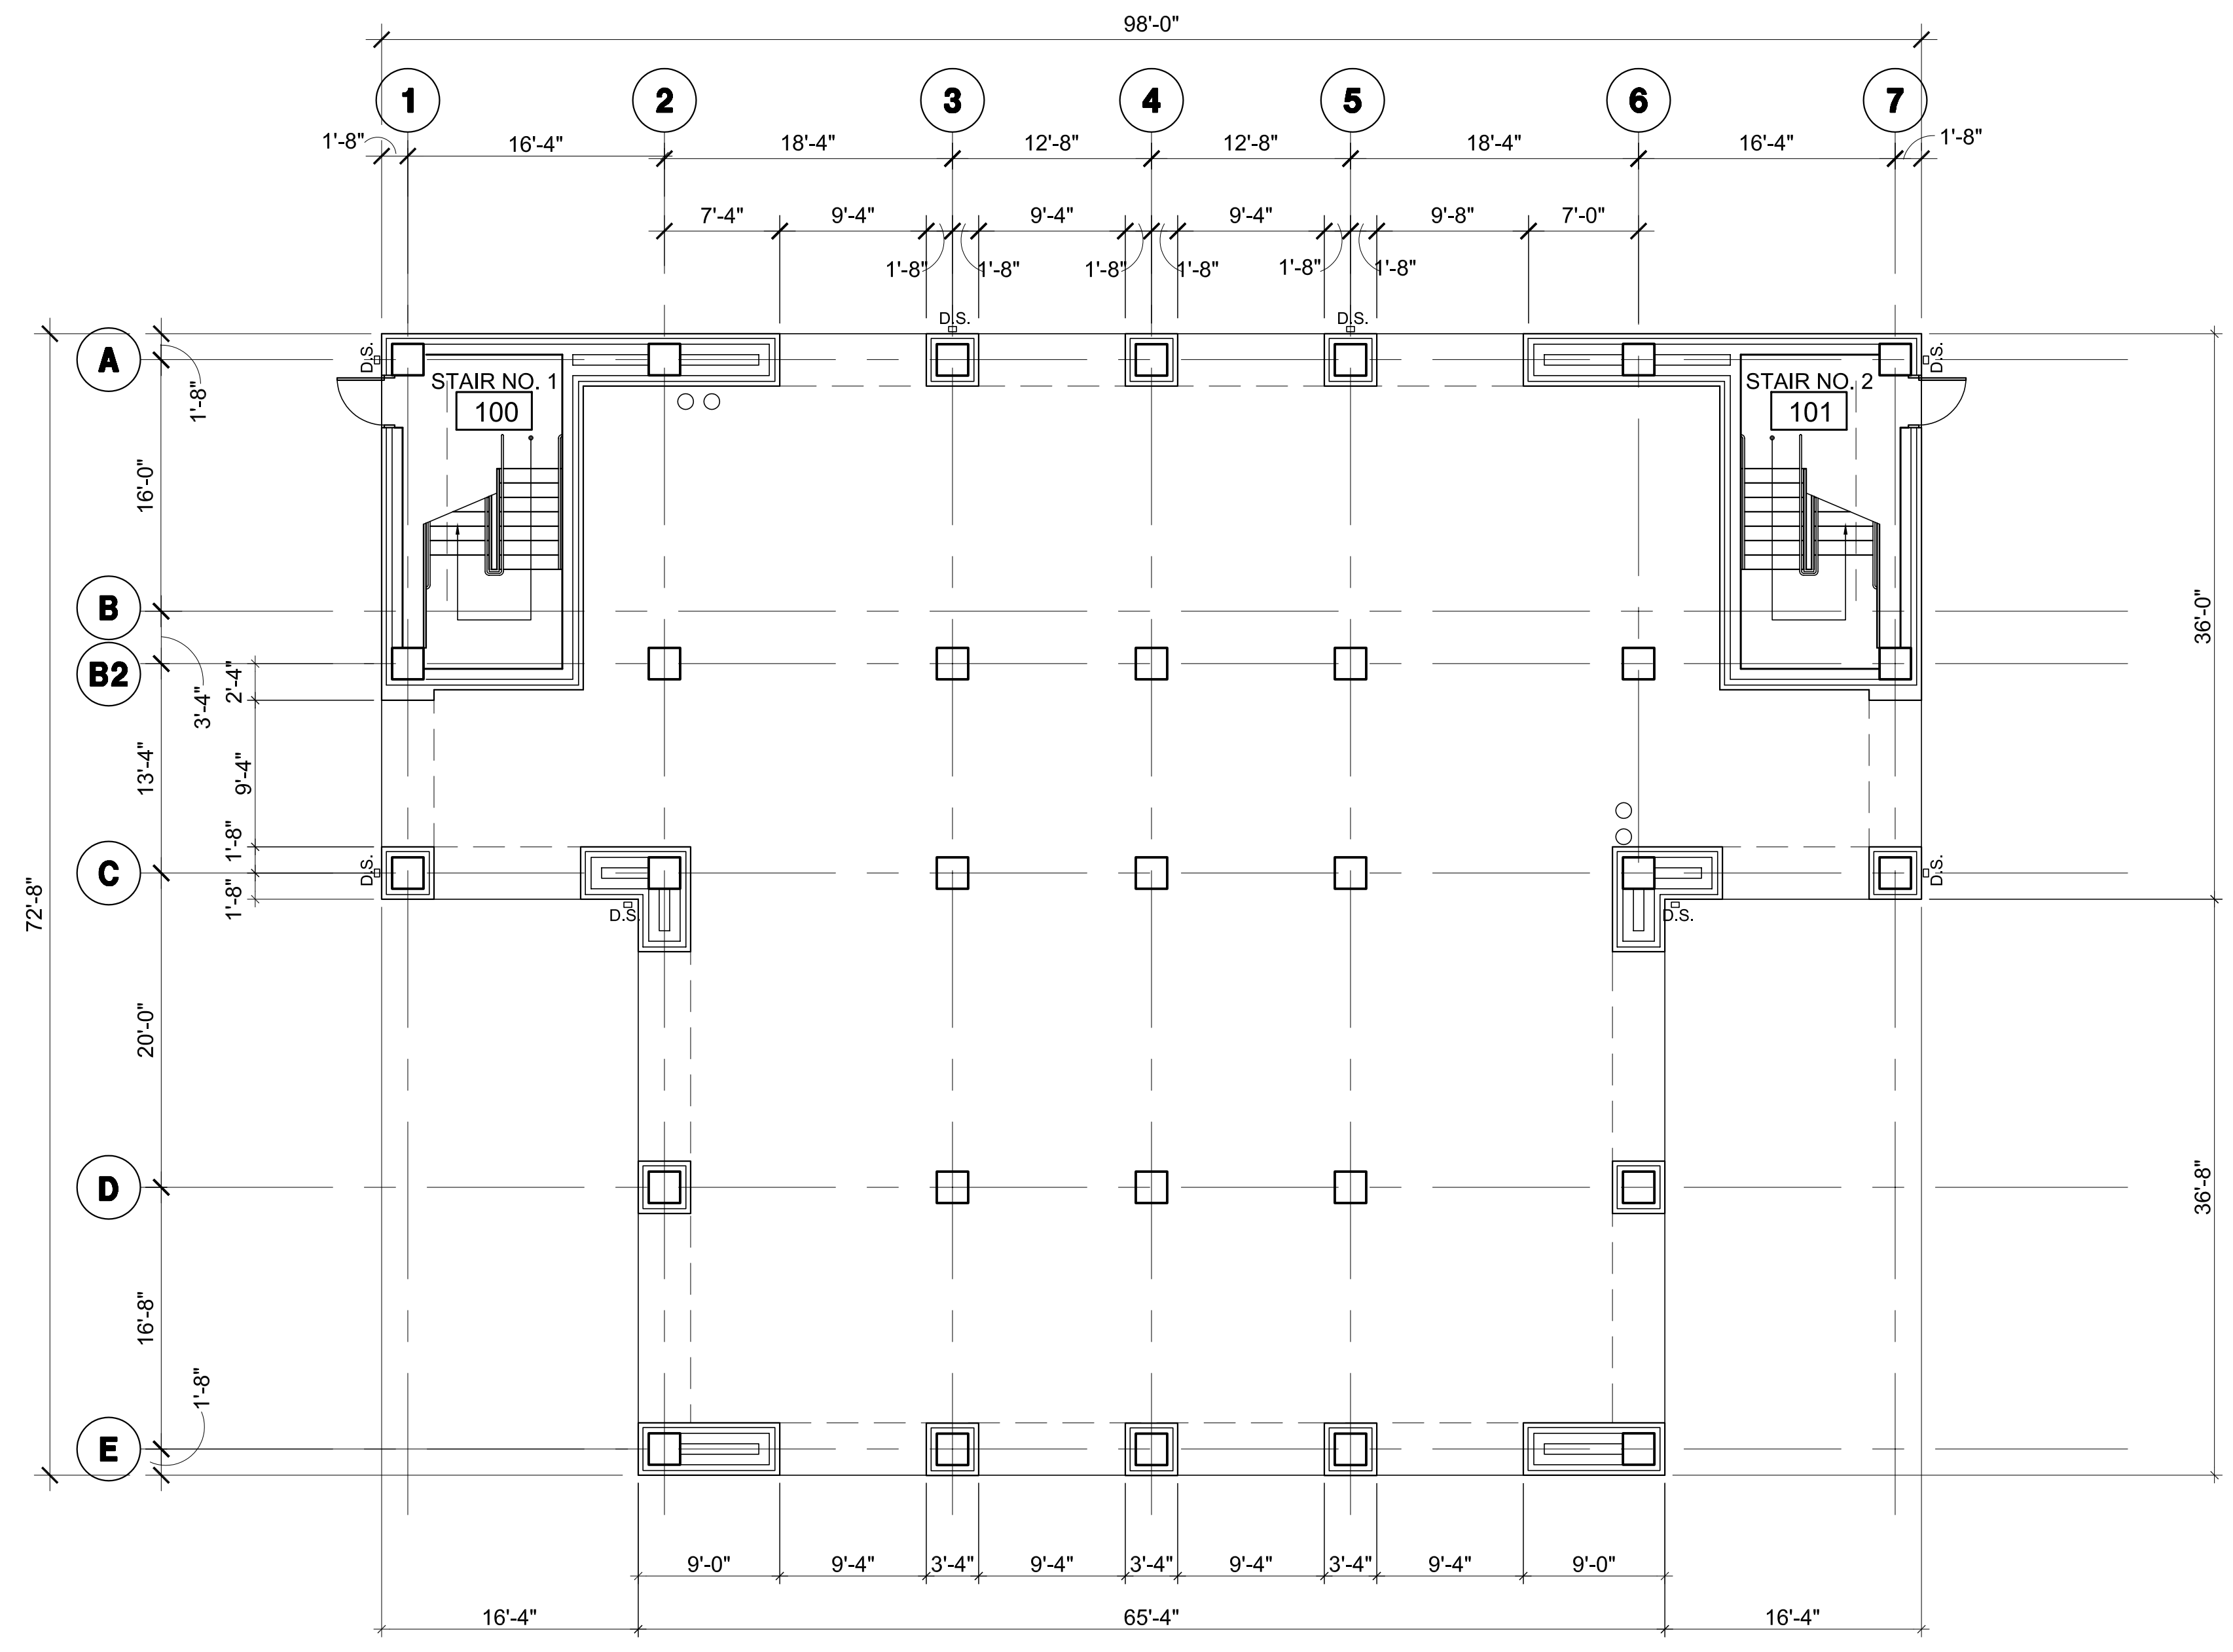 98'-0"
1 2 3 4 5 6 7
1'-8" 16'-4" 18'-4" 12'-8" 12'-8" 18'-4" 16'-4" 1'-8"
7'-4" 9'-4" 9'-4" 9'-4" 9'-8" 7'-0"
1'-8" 1'-8" 1'-8" 1'-8" 1'-8" 1'-8"
D.S. D.S.
A D.S. D.S.
STAIR NO. 1 STAIR NO. 2
1'-8" 100 101
16'-0"
B 36'-0"
B2 2'-4"
3'-4"
13'-4" 9'-4"
1'-8"
C D.S. D.S.
72'-8" 1'-8" D.S. D.S.
20'-0"
D 36'-8"
16'-8"
1'-8"
E
9'-0" 9'-4" 3'-4" 9'-4" 3'-4" 9'-4" 3'-4" 9'-4" 9'-0"
16'-4" 65'-4" 16'-4"